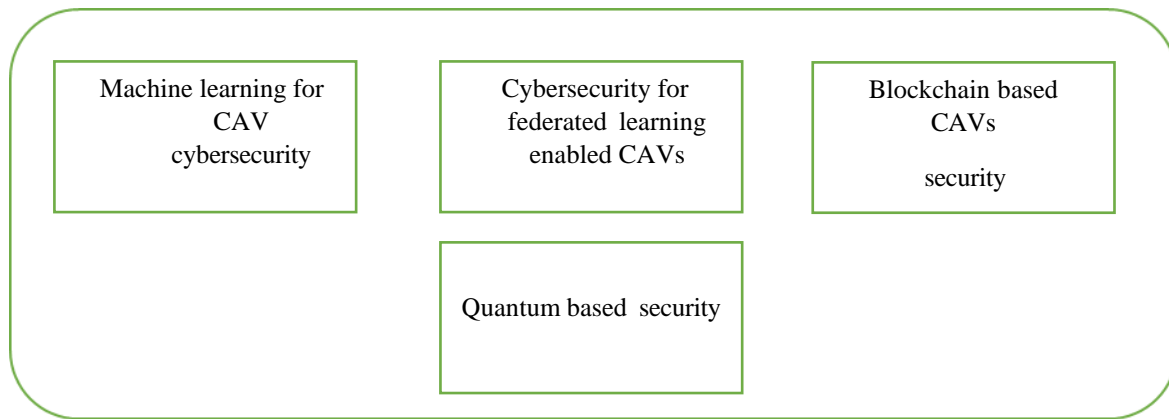 Machine learning for
CAV
cybersecurity
Cybersecurity for
federated learning
enabled CAVs
Blockchain based
CAVs
security
Quantum based security